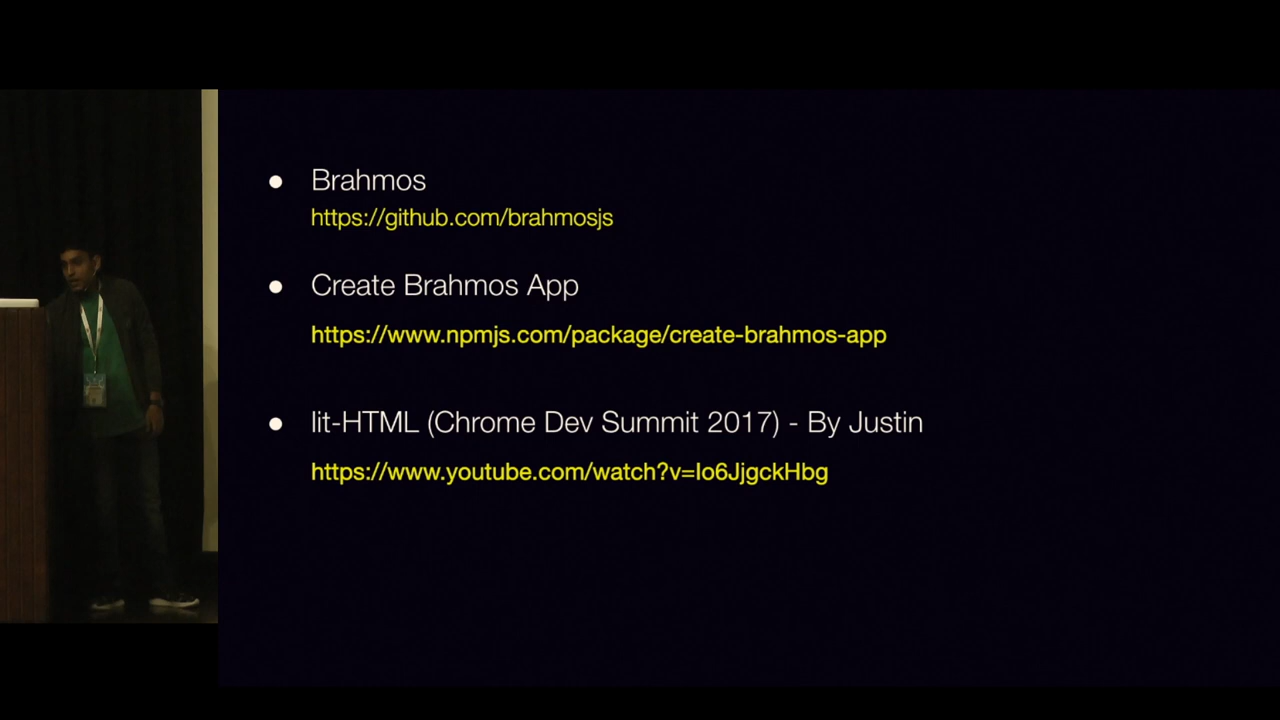 ● Brahmos
https://github.com/brahmosjs
● Create Brahmos App
https://www.npmjs.com/package/create-brahmos-app
● lit-HTML (Chrome Dev Summit 2017) - By Justin
https://www.youtube.com/watch?v=Io6JjgckHbg